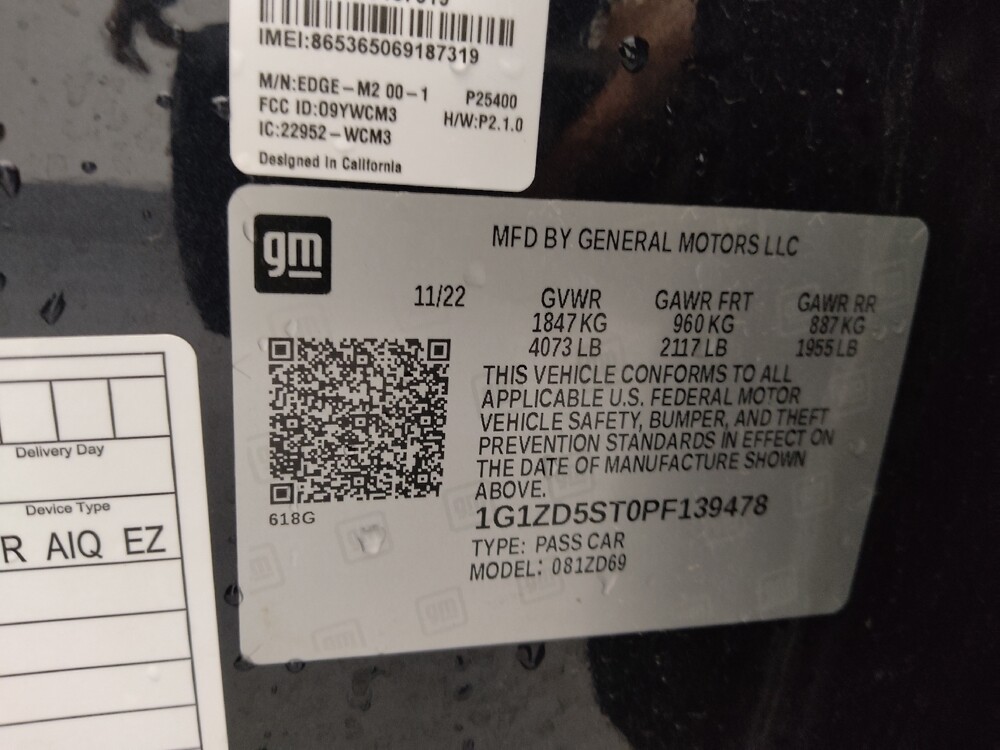 IMEI:865365069187319
M/N:EDGE-M2 00-1
P25400
FCC ID:O9YWCM3
H/W:P2.1.0
IC:22952-WCM3
Designed in California
gm
MFD BY GENERAL MOTORS LLC
11/22 GVWR GAWR FRT GAWR RR
1847 KG 960 KG 887 KG
4073 LB 2117 LB 1955 LB
THIS VEHICLE CONFORMS TO ALL
APPLICABLE U.S. FEDERAL MOTOR
VEHICLE SAFETY, BUMPER, AND THEFT
PREVENTION STANDARDS IN EFFECT ON
THE DATE OF MANUFACTURE SHOWN
ABOVE.
618G
1G1ZD5ST0PF139478
TYPE: PASS CAR
MODEL: 081ZD69
gm
Delivery Day
Device Type
R AIQ EZ